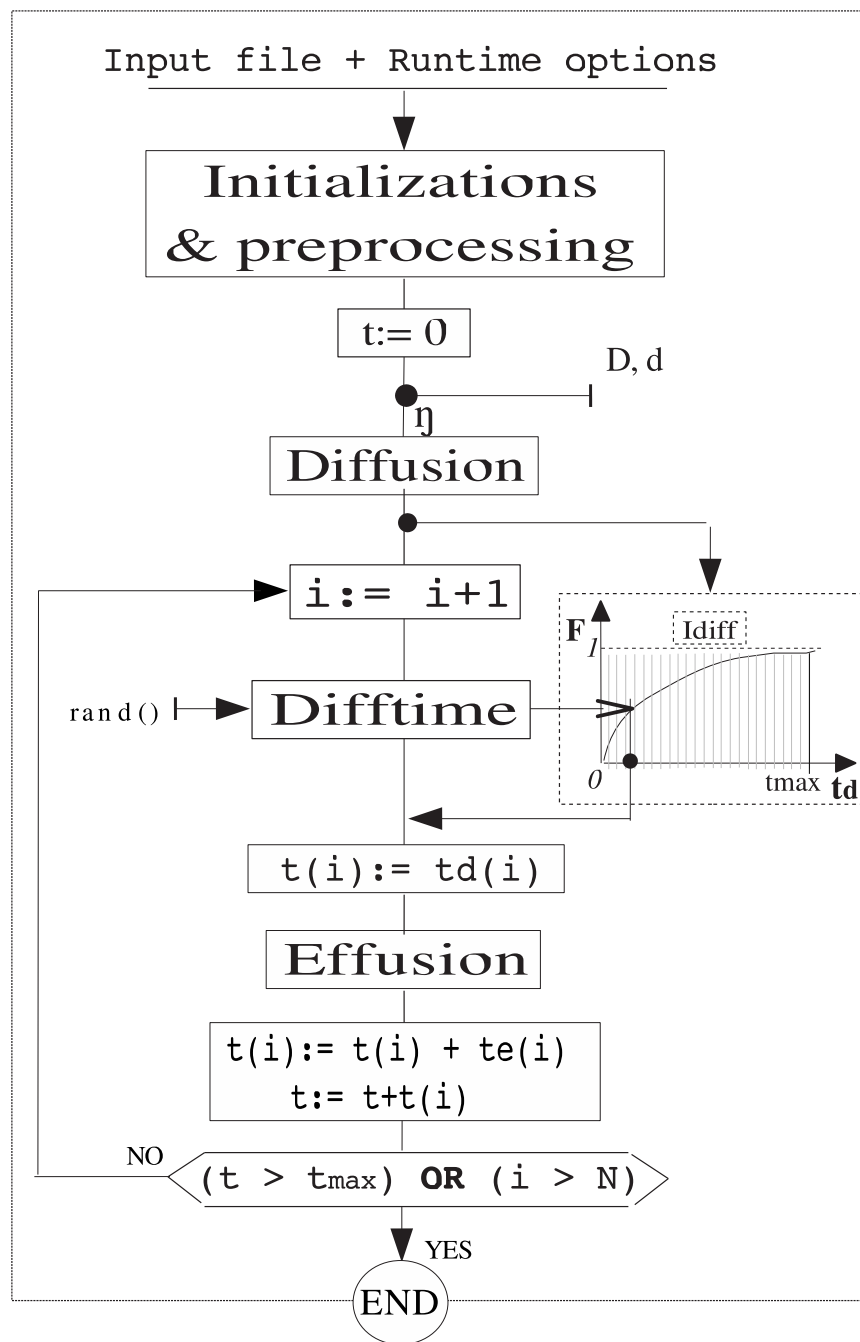 Input file + Runtime options
Initializations
& preprocessing
t:= 0
D, d
ŋ
Diffusion
i:= i+1
F
1
Idiff
rand()
Difftime
0
tmax
td
t(i):= td(i)
Effusion
t(i):= t(i) + te(i)
t:= t+t(i)
NO
(t > tmax) OR (i > N)
YES
END